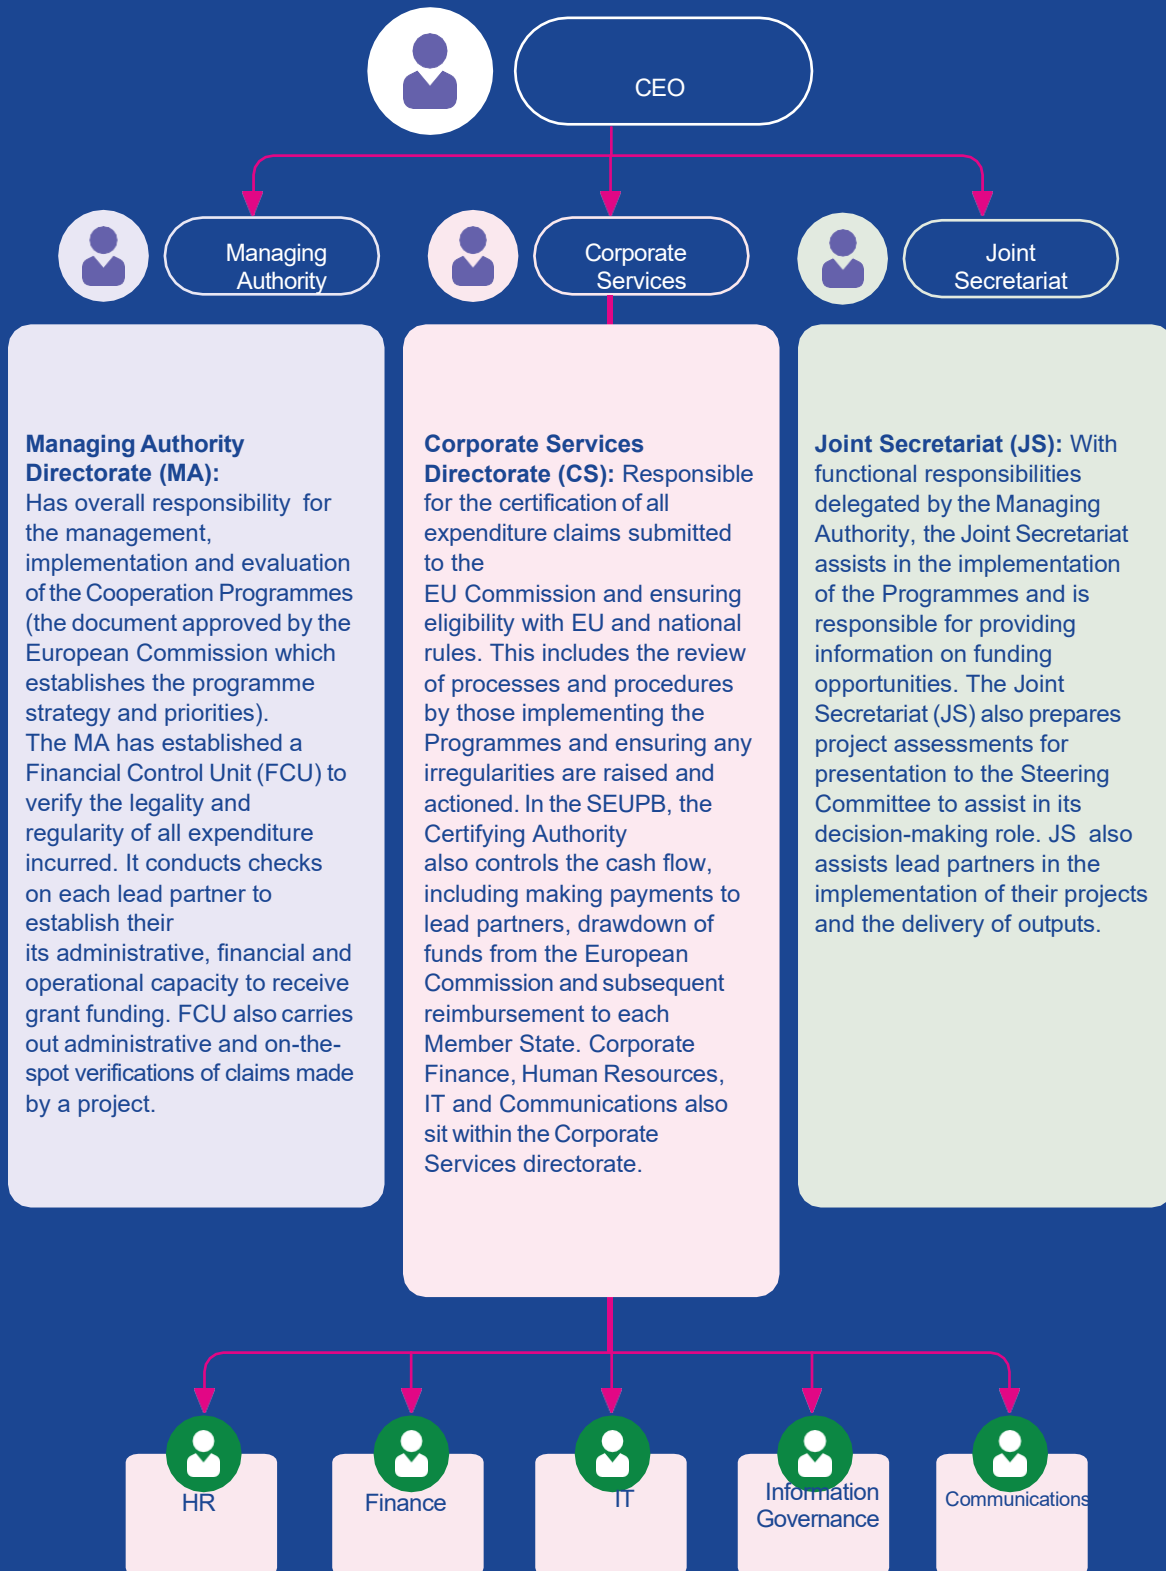 CEO
Managing
Authority
Corporate
Services
Joint
Secretariat
Managing Authority
Directorate (MA):
Has overall responsibility for
the management,
implementation and evaluation
of the Cooperation Programmes
(the document approved by the
European Commission which
establishes the programme
strategy and priorities).
The MA has established a
Financial Control Unit (FCU) to
verify the legality and
regularity of all expenditure
incurred. It conducts checks
on each lead partner to
establish their
its administrative, financial and
operational capacity to receive
grant funding. FCU also carries
out administrative and on-the-
spot verifications of claims made
by a project.
Corporate Services
Directorate (CS): Responsible
for the certification of all
expenditure claims submitted
to the
EU Commission and ensuring
eligibility with EU and national
rules. This includes the review
of processes and procedures
by those implementing the
Programmes and ensuring any
irregularities are raised and
actioned. In the SEUPB, the
Certifying Authority
also controls the cash flow,
including making payments to
lead partners, drawdown of
funds from the European
Commission and subsequent
reimbursement to each
Member State. Corporate
Finance, Human Resources,
IT and Communications also
sit within the Corporate
Services directorate.
Joint Secretariat (JS): With
functional responsibilities
delegated by the Managing
Authority, the Joint Secretariat
assists in the implementation
of the Programmes and is
responsible for providing
information on funding
opportunities. The Joint
Secretariat (JS) also prepares
project assessments for
presentation to the Steering
Committee to assist in its
decision-making role. JS also
assists lead partners in the
implementation of their projects
and the delivery of outputs.
HR
Finance
IT
Information
Governance
Communications